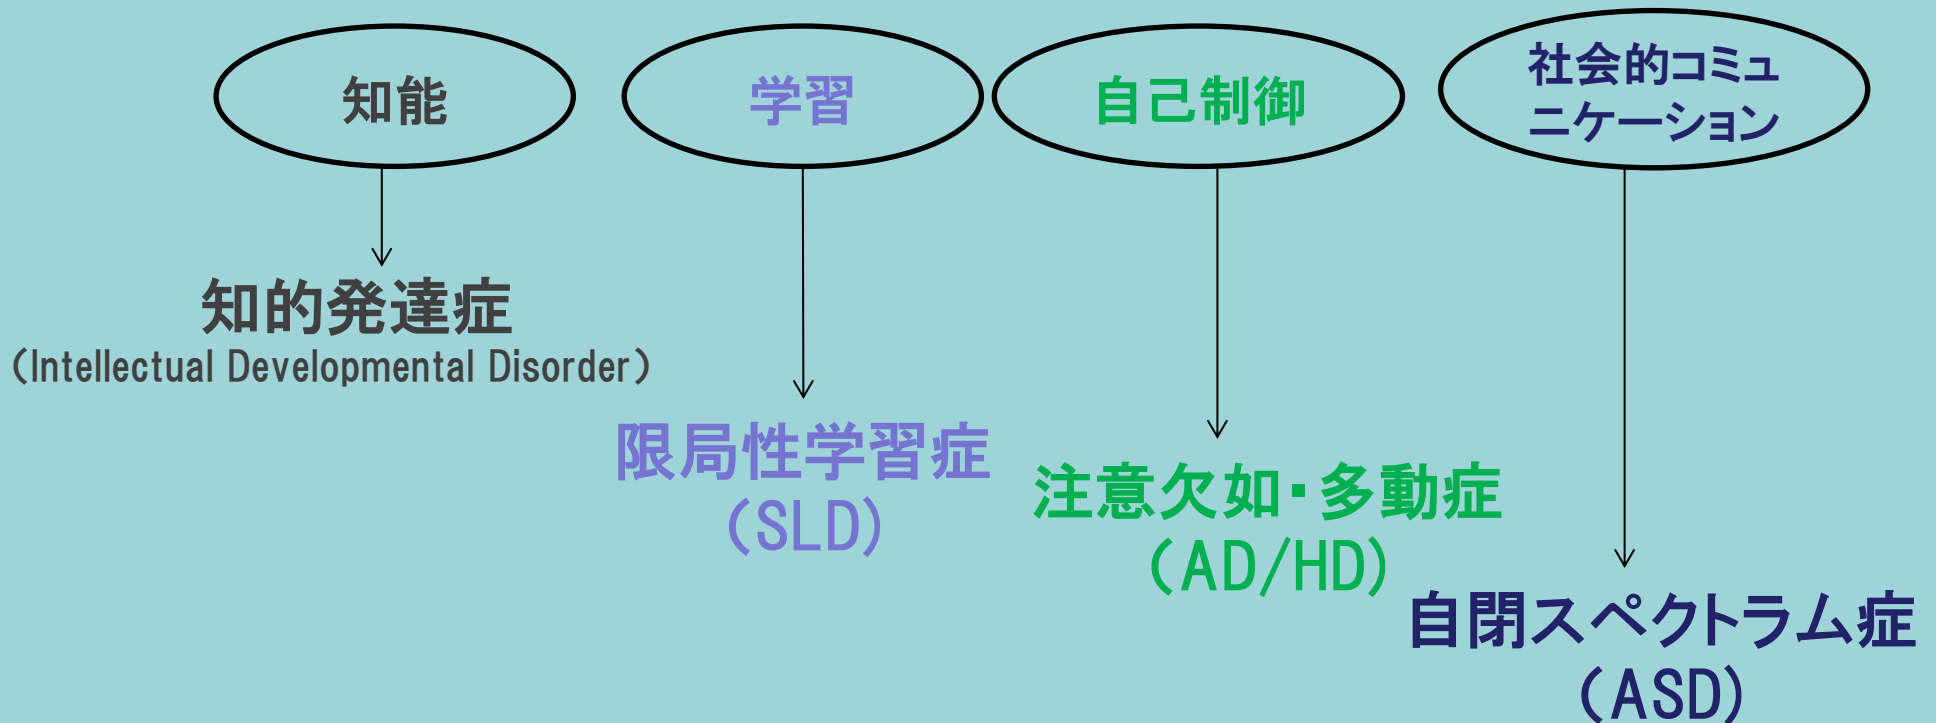 知能
学習
自己制御
社会的コミュ
ニケーション
知的発達症
（Intellectual Developmental Disorder）
限局性学習症
（SLD）
注意欠如・多動症
（AD/HD）
自閉スペクトラム症
（ASD）